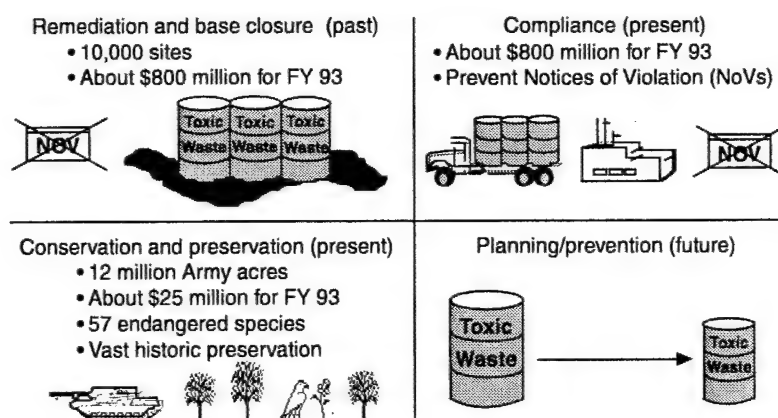 Remediation and base closure (past)
• 10,000 sites
• About $800 million for FY 93
NOV
Toxic Toxic Toxic
Waste Waste Waste
Compliance (present)
• About $800 million for FY 93
• Prevent Notices of Violation (NoVs)
NOV
Conservation and preservation (present)
• 12 million Army acres
• About $25 million for FY 93
• 57 endangered species
• Vast historic preservation
Planning/prevention (future)
Toxic
Waste
Toxic
Waste